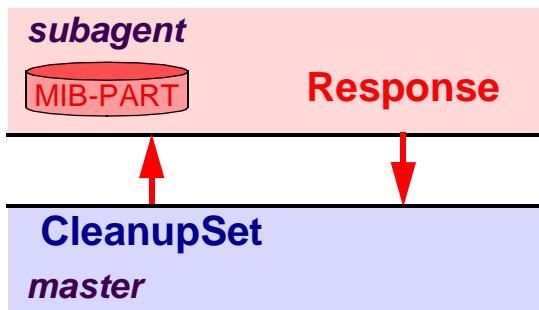 subagent
MIB-PART
Response
CleanupSet
master